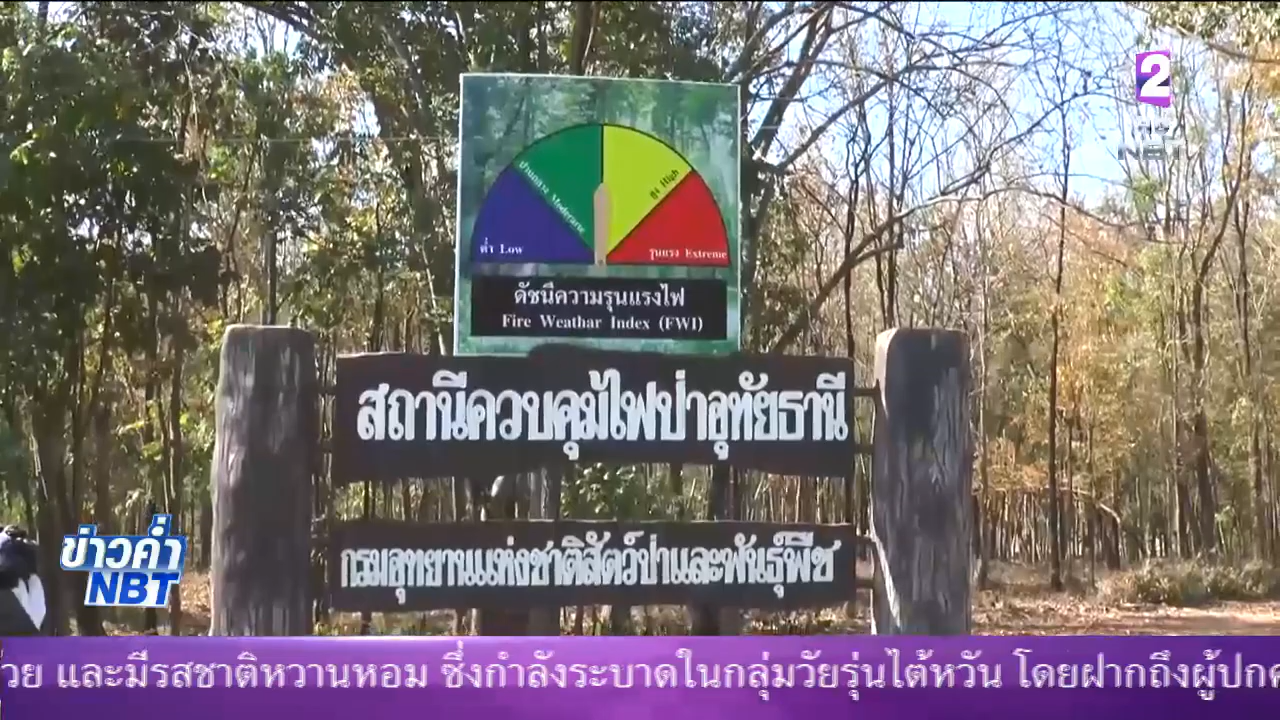 2
HD
NBT
ปานกลาง Moderate
สูง High
ต่ำ Low
รุนแรง Extreme
ดัชนีความรุนแรงไฟ
Fire Weathar Index (FWI)
สถานีควบคุมไฟป่าอุทัยธานี
กรมอุทยานแห่งชาติสัตว์ป่าและพันธุ์พืช
ข่าวค่ำ
NBT
และมีรสชาติหวานหอม ซึ่งกำลังระบาดในกลุ่มวัยรุ่นไต้หวัน โดยฝากถึงผู้ปก